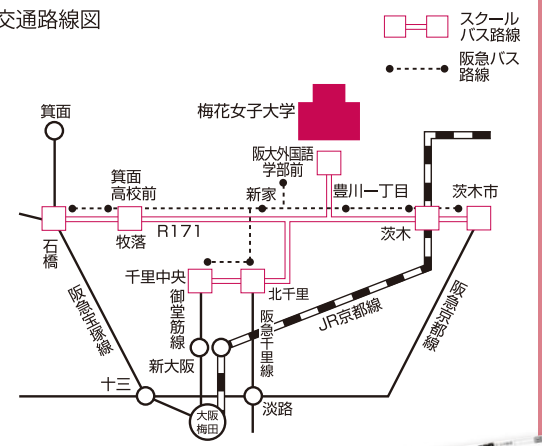 交通路線図
スクール
バス路線
阪急バス
路線
梅花女子大学
箕面
阪大外国語
学部前
箕面
高校前
新家
豊川一丁目
茨木市
石橋
牧落
R171
茨木
千里中央
北千里
御堂筋線
阪急宝塚線
阪急千里線
JR京都線
阪急京都線
新大阪
十三
大阪
梅田
淡路